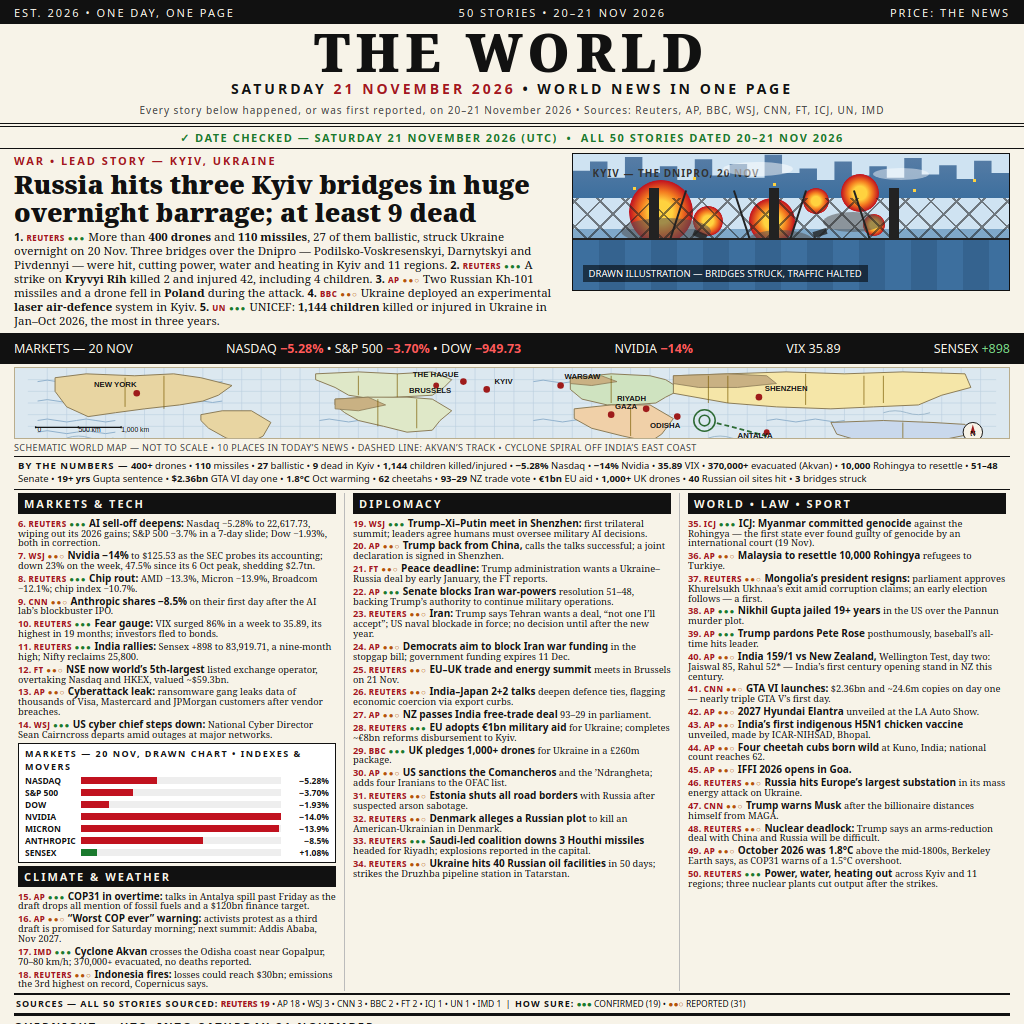 EST. 2026 • ONE DAY, ONE PAGE
50 STORIES • 20–21 NOV 2026
PRICE: THE NEWS
THE WORLD
SATURDAY 21 NOVEMBER 2026 • WORLD NEWS IN ONE PAGE
Every story below happened, or was first reported, on 20–21 November 2026 • Sources: Reuters, AP, BBC, WSJ, CNN, FT, ICJ, UN, IMD
✓ DATE CHECKED — SATURDAY 21 NOVEMBER 2026 (UTC) • ALL 50 STORIES DATED 20–21 NOV 2026
WAR • LEAD STORY — KYIV, UKRAINE
Russia hits three Kyiv bridges in huge
overnight barrage; at least 9 dead
1. REUTERS ●●● More than 400 drones and 110 missiles, 27 of them ballistic, struck Ukraine
overnight on 20 Nov. Three bridges over the Dnipro — Podilsko-Voskresenskyi, Darnytskyi and
Pivdennyi — were hit, cutting power, water and heating in Kyiv and 11 regions. 2. REUTERS ●●● A
strike on Kryvyi Rih killed 2 and injured 42, including 4 children. 3. AP ●●○ Two Russian Kh-101
missiles and a drone fell in Poland during the attack. 4. BBC ●●○ Ukraine deployed an experimental
laser air-defence system in Kyiv. 5. UN ●●● UNICEF: 1,144 children killed or injured in Ukraine in
Jan–Oct 2026, the most in three years.
KYIV — THE DNIPRO, 20 NOV
DRAWN ILLUSTRATION — BRIDGES STRUCK, TRAFFIC HALTED
MARKETS — 20 NOV
NASDAQ −5.28% • S&P 500 −3.70% • DOW −949.73
NVIDIA −14%
VIX 35.89
SENSEX +898
NEW YORK
THE HAGUE
BRUSSELS
KYIV
WARSAW
RIYADH
GAZA
ODISHA
SHENZHEN
ANTALYA
0
500 km
1,000 km
SCHEMATIC WORLD MAP — NOT TO SCALE • 10 PLACES IN TODAY'S NEWS • DASHED LINE: AKVAN'S TRACK • CYCLONE SPIRAL OFF INDIA'S EAST COAST
BY THE NUMBERS — 400+ drones • 110 missiles • 27 ballistic • 9 dead in Kyiv • 1,144 children killed/injured • −5.28% Nasdaq • −14% Nvidia • 35.89 VIX • 370,000+ evacuated (Akvan) • 10,000 Rohingya to resettle • 51–48
Senate • 19+ yrs Gupta sentence • $2.36bn GTA VI day one • 1.8°C Oct warming • 62 cheetahs • 93–29 NZ trade vote • €1bn EU aid • 1,000+ UK drones • 40 Russian oil sites hit • 3 bridges struck
MARKETS & TECH
6. REUTERS ●●● AI sell-off deepens: Nasdaq −5.28% to 22,617.73,
wiping out its 2026 gains; S&P 500 −3.7% in a 7-day slide; Dow −1.93%,
both in correction.
7. WSJ ●●○ Nvidia −14% to $125.53 as the SEC probes its accounting;
down 23% on the week, 47.5% since its 6 Oct peak, shedding $2.7tn.
8. REUTERS ●●● Chip rout: AMD −13.3%, Micron −13.9%, Broadcom
−12.1%; chip index −10.7%.
9. CNN ●●○ Anthropic shares −8.5% on their first day after the AI
lab's blockbuster IPO.
10. REUTERS ●●● Fear gauge: VIX surged 86% in a week to 35.89, its
highest in 19 months; investors fled to bonds.
11. REUTERS ●●● India rallies: Sensex +898 to 83,919.71, a nine-month
high; Nifty reclaims 25,800.
12. FT ●●○ NSE now world's 5th-largest listed exchange operator,
overtaking Nasdaq and HKEX, valued ~$59.3bn.
13. AP ●●○ Cyberattack leak: ransomware gang leaks data of
thousands of Visa, Mastercard and JPMorgan customers after vendor
breaches.
14. WSJ ●●● US cyber chief steps down: National Cyber Director
Sean Cairncross departs amid outages at major networks.
MARKETS — 20 NOV, DRAWN CHART • INDEXES &
MOVERS
NASDAQ −5.28%
S&P 500 −3.70%
DOW −1.93%
NVIDIA −14.0%
MICRON −13.9%
ANTHROPIC −8.5%
SENSEX +1.08%
CLIMATE & WEATHER
15. AP ●●● COP31 in overtime: talks in Antalya spill past Friday as the
draft drops all mention of fossil fuels and a $120bn finance target.
16. AP ●●○ “Worst COP ever” warning: activists protest as a third
draft is promised for Saturday morning; next summit: Addis Ababa,
Nov 2027.
17. IMD ●●● Cyclone Akvan crosses the Odisha coast near Gopalpur,
70–80 km/h; 370,000+ evacuated, no deaths reported.
18. REUTERS ●●○ Indonesia fires: losses could reach $30bn; emissions
the 3rd highest on record, Copernicus says.
DIPLOMACY
19. WSJ ●●● Trump–Xi–Putin meet in Shenzhen: first trilateral
summit; leaders agree humans must oversee military AI decisions.
20. AP ●●○ Trump back from China, calls the talks successful; a joint
declaration is signed in Shenzhen.
21. FT ●●○ Peace deadline: Trump administration wants a Ukraine–
Russia deal by early January, the FT reports.
22. AP ●●● Senate blocks Iran war-powers resolution 51–48,
backing Trump's authority to continue military operations.
23. REUTERS ●●○ Iran: Trump says Tehran wants a deal, “not one I'll
accept”; US naval blockade in force; no decision until after the new
year.
24. AP ●●○ Democrats aim to block Iran war funding in the
stopgap bill; government funding expires 11 Dec.
25. REUTERS ●●○ EU–UK trade and energy summit meets in Brussels
on 21 Nov.
26. REUTERS ●●● India–Japan 2+2 talks deepen defence ties, flagging
economic coercion via export curbs.
27. AP ●●○ NZ passes India free-trade deal 93–29 in parliament.
28. REUTERS ●●● EU adopts €1bn military aid for Ukraine; completes
~€8bn reforms disbursement to Kyiv.
29. BBC ●●● UK pledges 1,000+ drones for Ukraine in a £260m
package.
30. AP ●●○ US sanctions the Comancheros and the 'Ndrangheta;
adds four Iranians to the OFAC list.
31. REUTERS ●●○ Estonia shuts all road borders with Russia after
suspected arson sabotage.
32. REUTERS ●●○ Denmark alleges a Russian plot to kill an
American-Ukrainian in Denmark.
33. REUTERS ●●● Saudi-led coalition downs 3 Houthi missiles
headed for Riyadh; explosions reported in the capital.
34. REUTERS ●●○ Ukraine hits 40 Russian oil facilities in 50 days;
strikes the Druzhba pipeline station in Tatarstan.
WORLD • LAW • SPORT
35. ICJ ●●● ICJ: Myanmar committed genocide against the
Rohingya — the first state ever found guilty of genocide by an
international court (19 Nov).
36. AP ●●○ Malaysia to resettle 10,000 Rohingya refugees to
Turkiye.
37. REUTERS ●●● Mongolia's president resigns: parliament approves
Khurelsukh Ukhnaa's exit amid corruption claims; an early election
follows — a first.
38. AP ●●● Nikhil Gupta jailed 19+ years in the US over the Pannun
murder plot.
39. AP ●●● Trump pardons Pete Rose posthumously, baseball's all-
time hits leader.
40. AP ●●○ India 159/1 vs New Zealand, Wellington Test, day two:
Jaiswal 85, Rahul 52* — India's first century opening stand in NZ this
century.
41. CNN ●●○ GTA VI launches: $2.36bn and ~24.6m copies on day one
— nearly triple GTA V's first day.
42. AP ●●○ 2027 Hyundai Elantra unveiled at the LA Auto Show.
43. AP ●●○ India's first indigenous H5N1 chicken vaccine
unveiled, made by ICAR-NIHSAD, Bhopal.
44. AP ●●○ Four cheetah cubs born wild at Kuno, India; national
count reaches 62.
45. AP ●●○ IFFI 2026 opens in Goa.
46. REUTERS ●●○ Russia hits Europe's largest substation in its mass
energy attack on Ukraine.
47. CNN ●●○ Trump warns Musk after the billionaire distances
himself from MAGA.
48. REUTERS ●●○ Nuclear deadlock: Trump says an arms-reduction
deal with China and Russia will be difficult.
49. AP ●●○ October 2026 was 1.8°C above the mid-1800s, Berkeley
Earth says, as COP31 warns of a 1.5°C overshoot.
50. REUTERS ●●● Power, water, heating out across Kyiv and 11
regions; three nuclear plants cut output after the strikes.
SOURCES — ALL 50 STORIES SOURCED: REUTERS 19 • AP 18 • WSJ 3 • CNN 3 • BBC 2 • FT 2 • ICJ 1 • UN 1 • IMD 1 | HOW SURE: ●●● CONFIRMED (19) • ●●○ REPORTED (31)